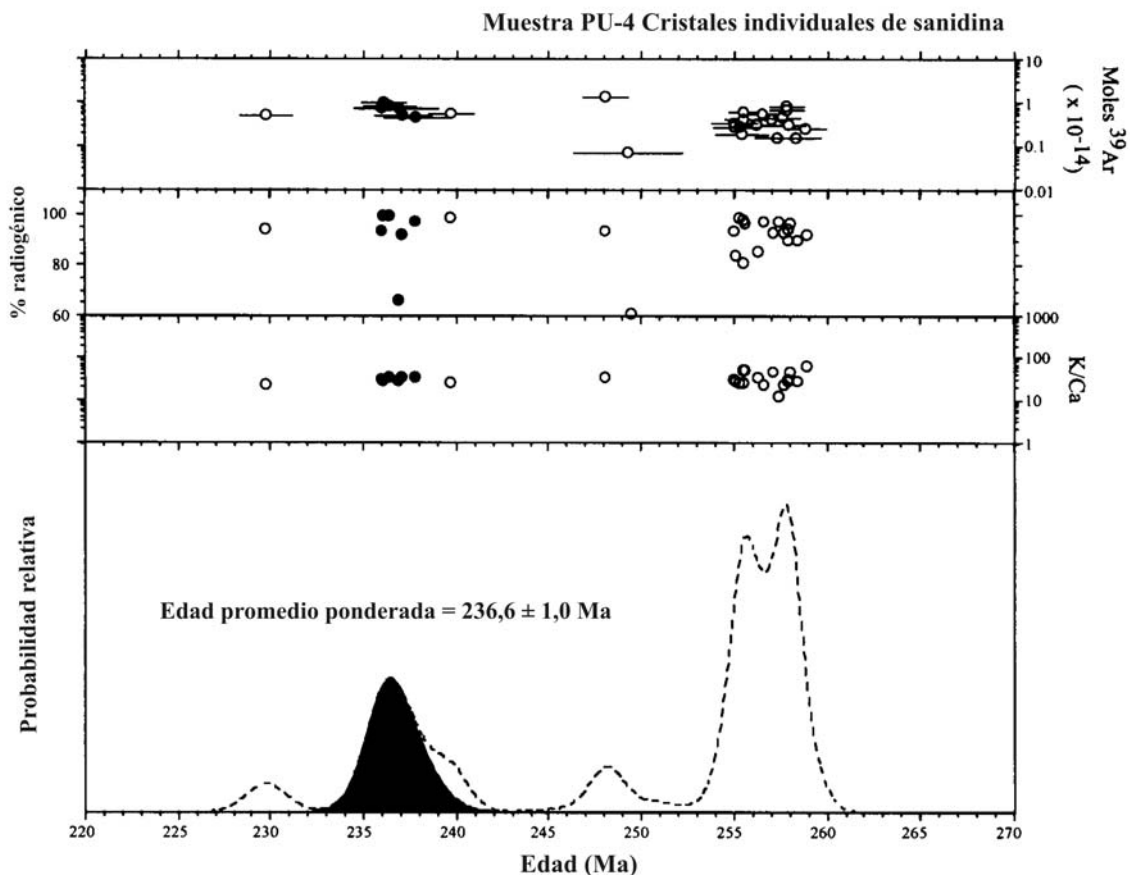 Muestra PU-4 Cristales individuales de sanidina
10
1
0.1
0.01
Moles ³⁹Ar
( x 10⁻¹⁴)
% radiogénico
100
80
60
1000
100
10
1
K/Ca
Probabilidad relativa
Edad promedio ponderada = 236,6 ± 1,0 Ma
220 225 230 235 240 245 250 255 260 265 270
Edad (Ma)